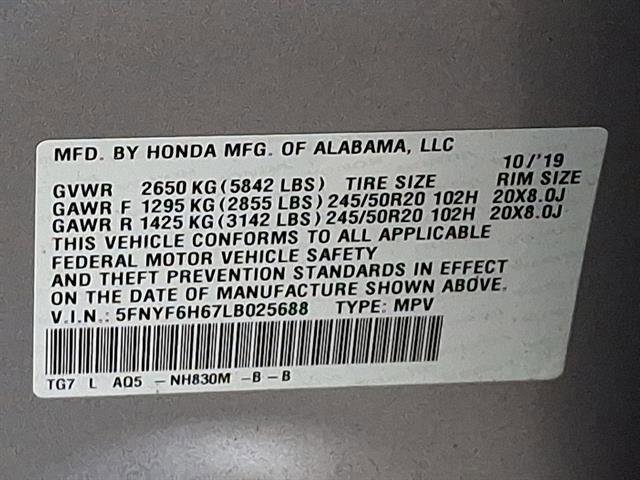 MFD. BY HONDA MFG. OF ALABAMA, LLC 10/'19
GVWR 2650 KG (5842 LBS) TIRE SIZE RIM SIZE
GAWR F 1295 KG (2855 LBS) 245/50R20 102H 20X8.0J
GAWR R 1425 KG (3142 LBS) 245/50R20 102H 20X8.0J
THIS VEHICLE CONFORMS TO ALL APPLICABLE
FEDERAL MOTOR VEHICLE SAFETY
AND THEFT PREVENTION STANDARDS IN EFFECT
ON THE DATE OF MANUFACTURE SHOWN ABOVE.
V.I.N.: 5FNYF6H67LB025688 TYPE: MPV
TG7 L AQ5 - NH830M - B - B